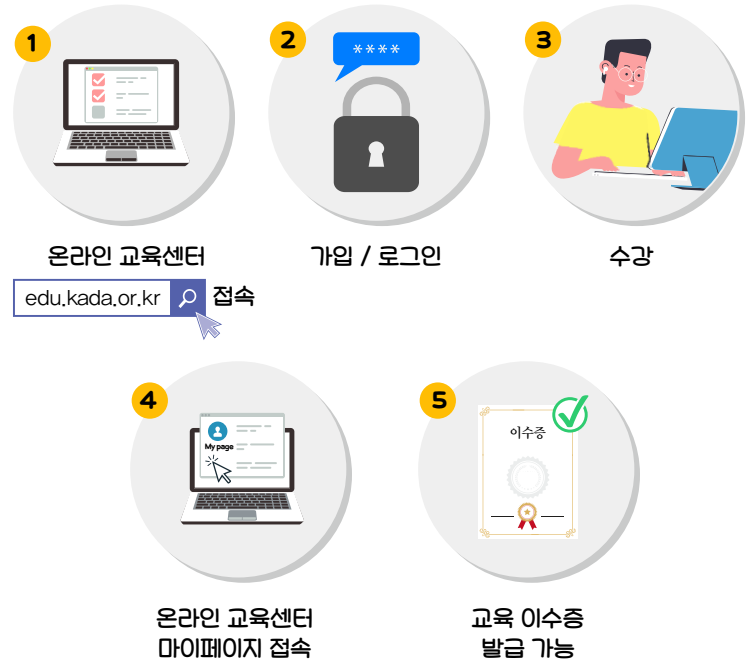 1
2
****
3
온라인 교육센터
edu.kada.or.kr 접속
가입 / 로그인
수강
4
My page
온라인 교육센터
마이페이지 접속
5
이수증
교육 이수증
발급 가능